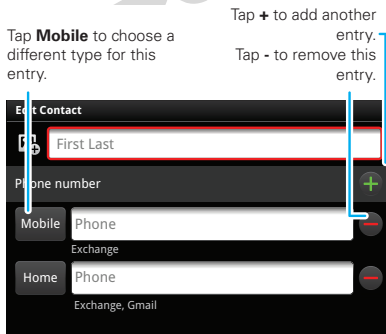 Tap Mobile to choose a
different type for this
entry.
Tap + to add another
entry.
Tap - to remove this
entry.
Edit Contact
First Last
Phone number
Mobile
Phone
Exchange
Home
Phone
Exchange, Gmail